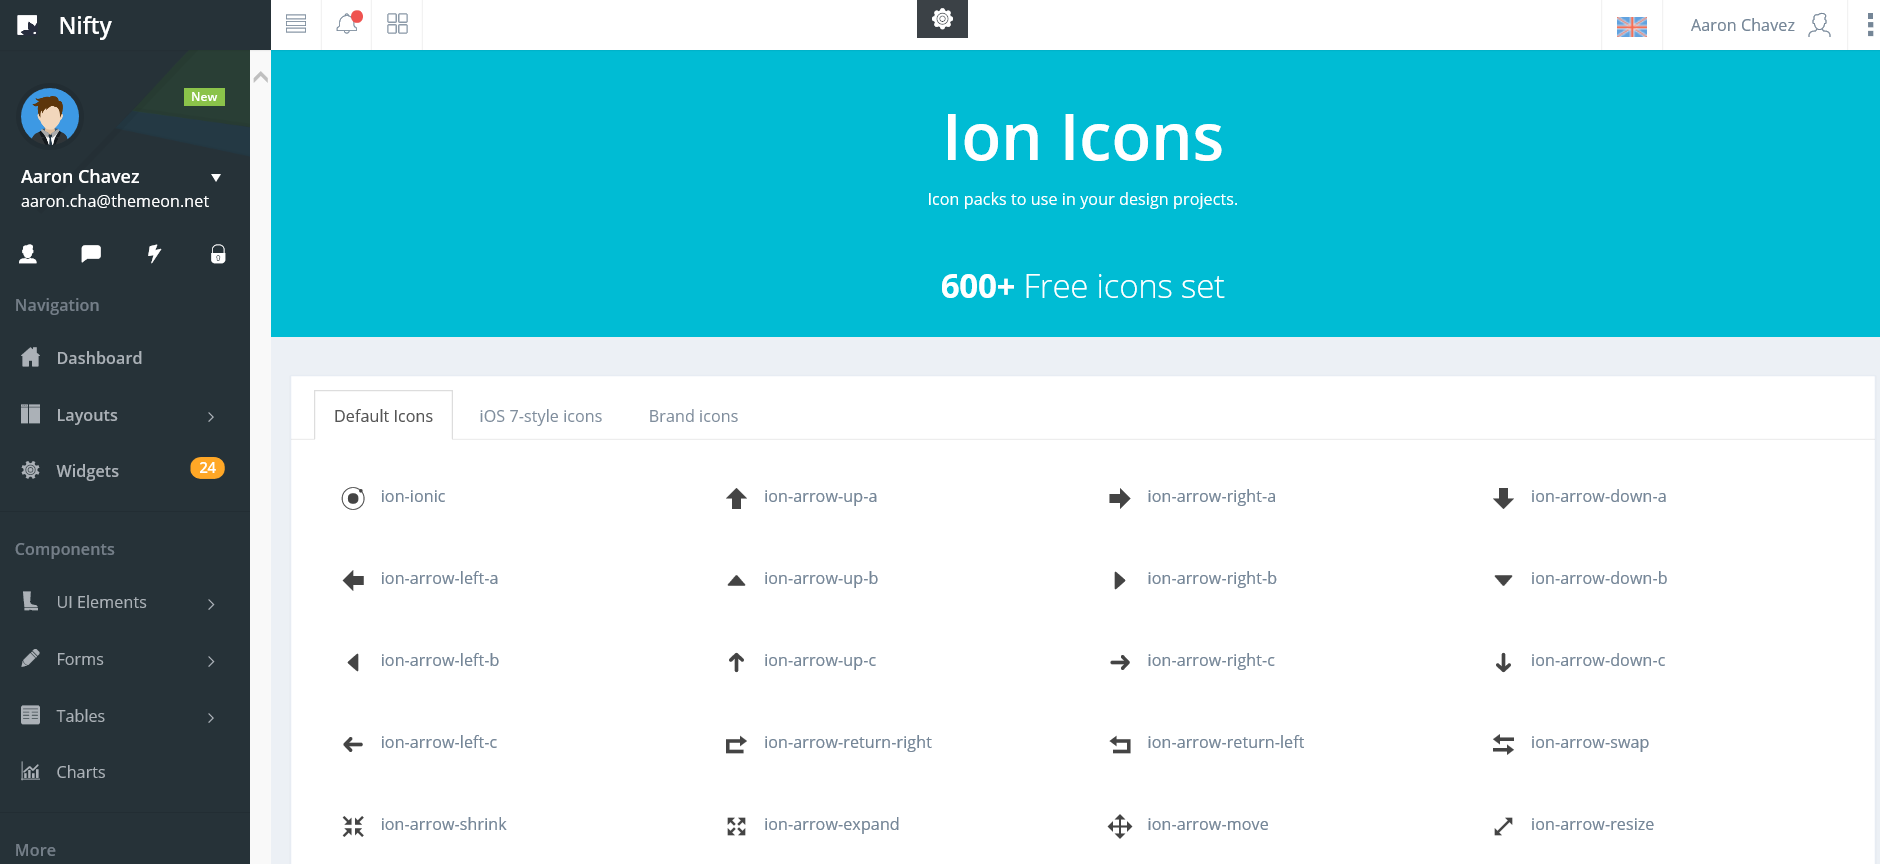 Nifty
Aaron Chavez
New
Aaron Chavez
aaron.cha@themeon.net
Navigation
Dashboard
Layouts
Widgets 24
Components
UI Elements
Forms
Tables
Charts
More
Ion Icons
Icon packs to use in your design projects.
600+ Free icons set
Default Icons iOS 7-style icons Brand icons
ion-ionic ion-arrow-up-a ion-arrow-right-a ion-arrow-down-a
ion-arrow-left-a ion-arrow-up-b ion-arrow-right-b ion-arrow-down-b
ion-arrow-left-b ion-arrow-up-c ion-arrow-right-c ion-arrow-down-c
ion-arrow-left-c ion-arrow-return-right ion-arrow-return-left ion-arrow-swap
ion-arrow-shrink ion-arrow-expand ion-arrow-move ion-arrow-resize